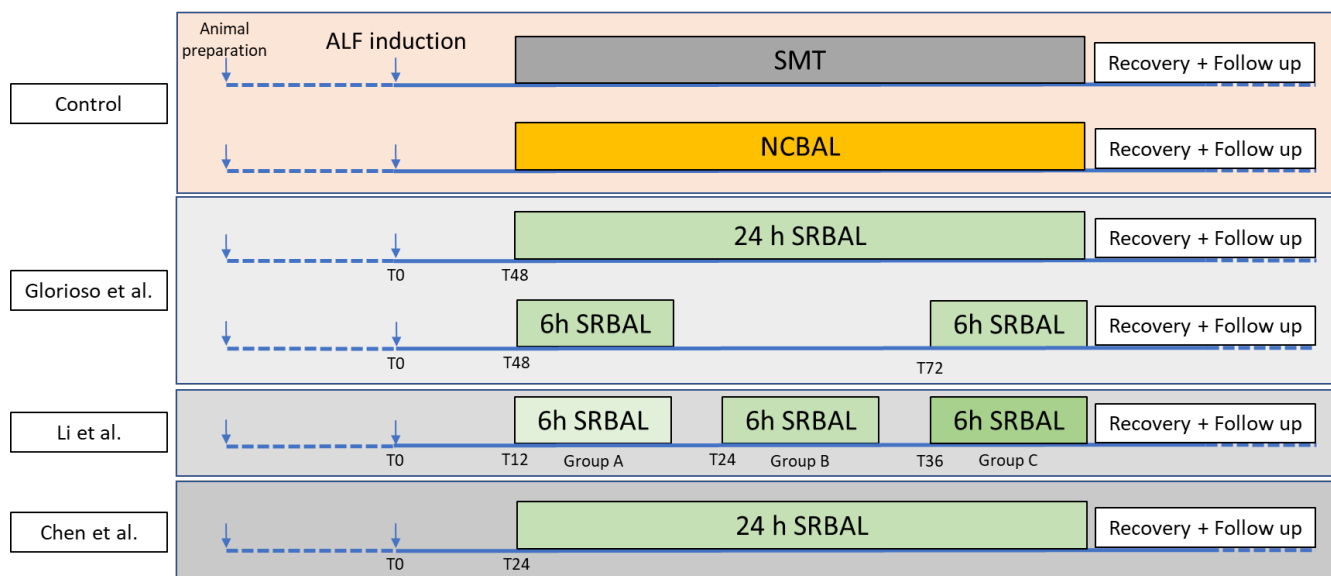 Animal
preparation
ALF induction
SMT
Recovery + Follow up
Control
NCBAL
Recovery + Follow up
24 h SRBAL
Recovery + Follow up
T0
T48
Glorioso et al.
6h SRBAL
6h SRBAL
Recovery + Follow up
T0
T48
T72
Li et al.
6h SRBAL
6h SRBAL
6h SRBAL
Recovery + Follow up
T0
T12
Group A
T24
Group B
T36
Group C
Chen et al.
24 h SRBAL
Recovery + Follow up
T0
T24